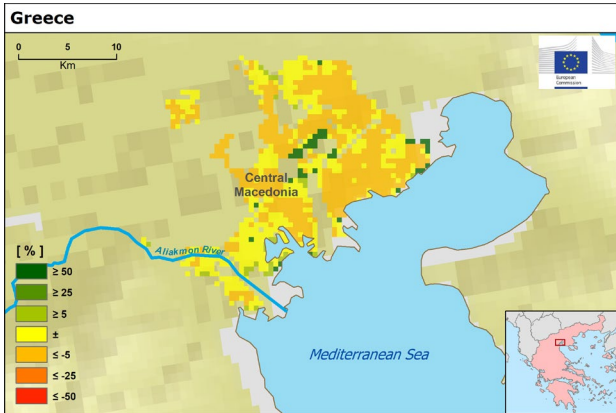 Greece
0 5 10
Km
European
Commission
Central
Macedonia
Aliakmon River
[ % ]
≥ 50
≥ 25
≥ 5
±
≤ -5
≤ -25
≤ -50
Mediterranean Sea